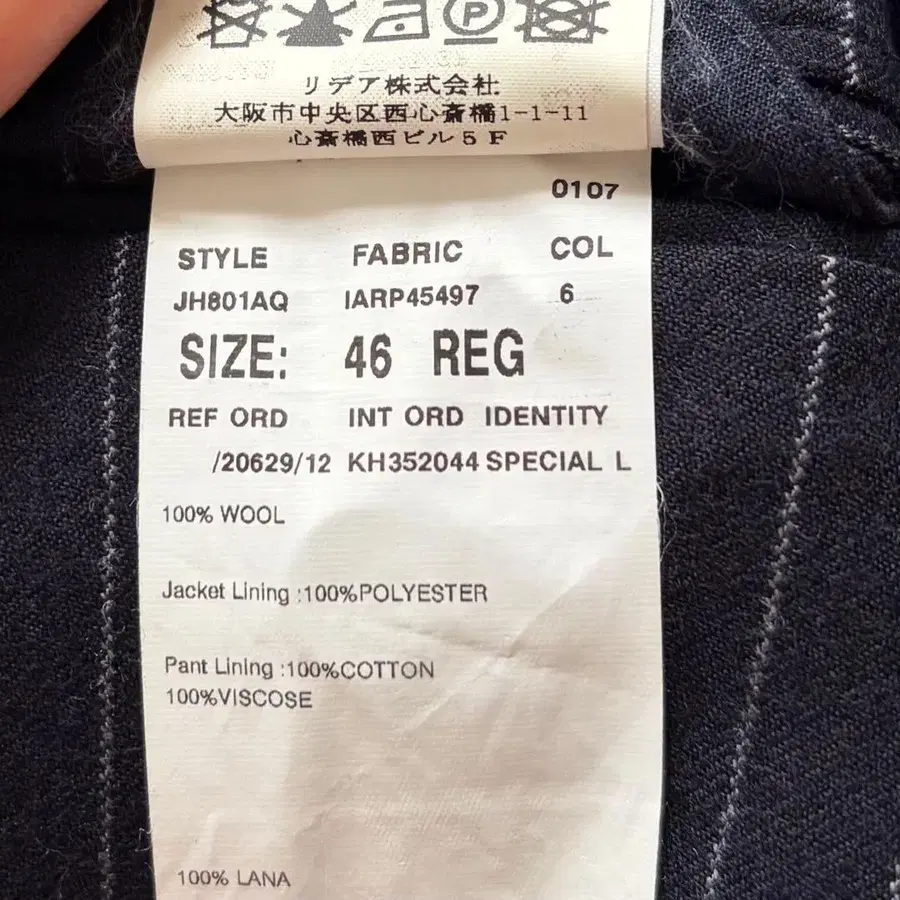 P
リデア株式会社
大阪市中央区西心斎橋1-1-11
心斎橋西ビル5F
0107
STYLE FABRIC COL
JH801AQ IARP45497 6
SIZE: 46 REG
REF ORD INT ORD IDENTITY
/20629/12 KH352044 SPECIAL L
100% WOOL
Jacket Lining :100%POLYESTER
Pant Lining :100%COTTON
100%VISCOSE
100% LANA